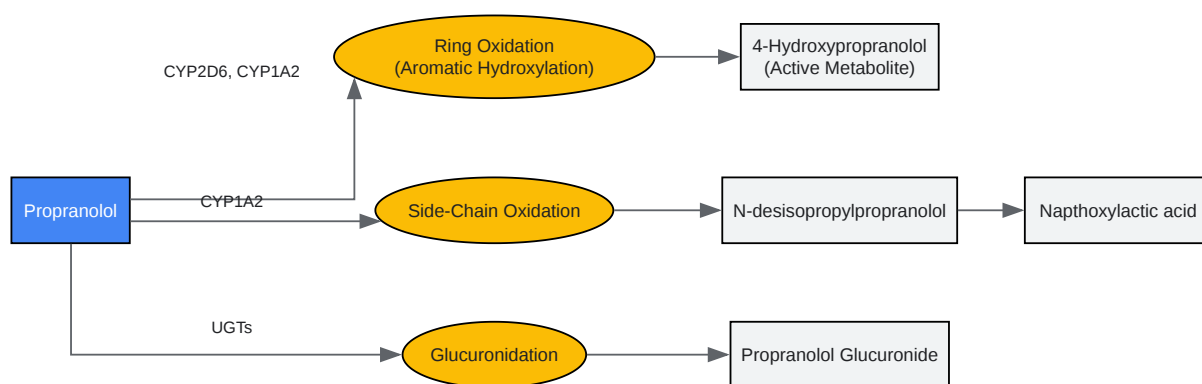 Ring Oxidation
(Aromatic Hydroxylation)
4-Hydroxypropranolol
(Active Metabolite)
CYP2D6, CYP1A2
Propranolol
CYP1A2
Side-Chain Oxidation
N-desisopropylpropranolol
Napthoxylactic acid
UGTs
Glucuronidation
Propranolol Glucuronide